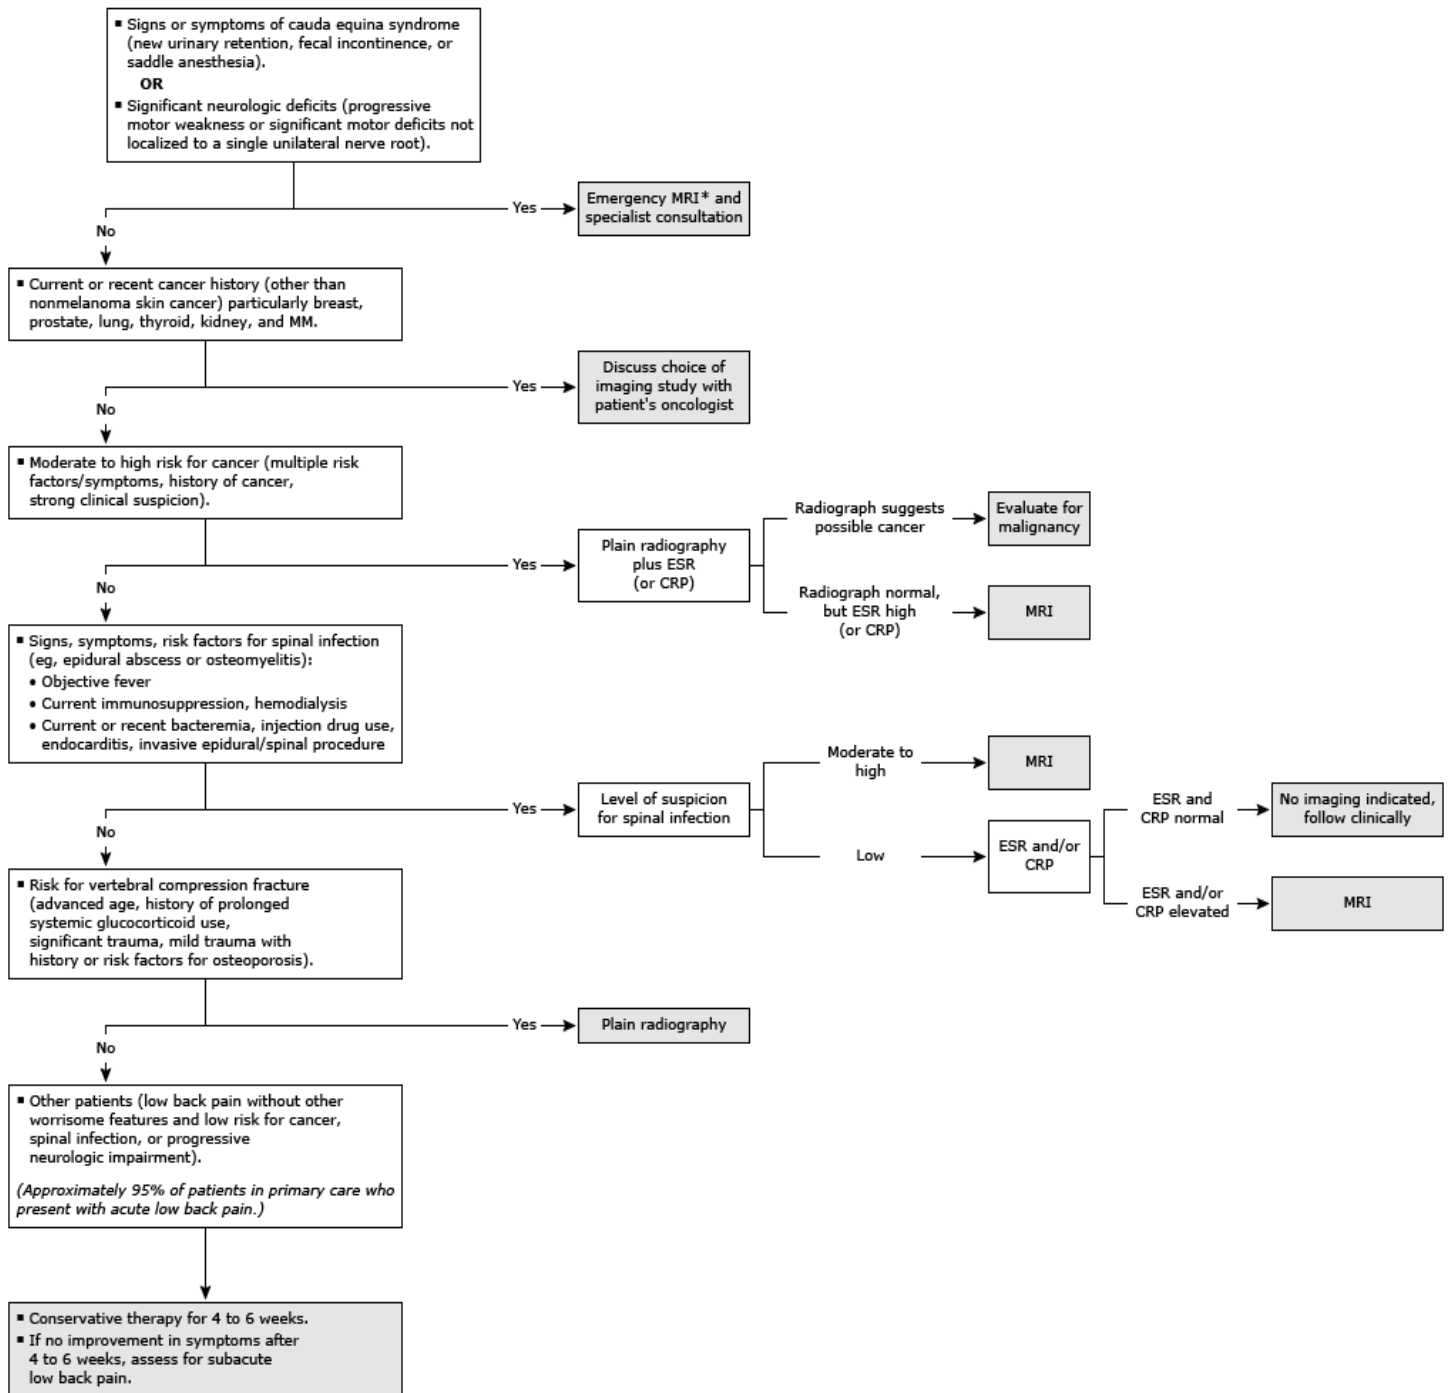 ▪ Signs or symptoms of cauda equina syndrome
(new urinary retention, fecal incontinence, or
saddle anesthesia).
OR
▪ Significant neurologic deficits (progressive
motor weakness or significant motor deficits not
localized to a single unilateral nerve root).
Yes
Emergency MRI* and
specialist consultation
No
▪ Current or recent cancer history (other than
nonmelanoma skin cancer) particularly breast,
prostate, lung, thyroid, kidney, and MM.
Yes
Discuss choice of
imaging study with
patient's oncologist
No
▪ Moderate to high risk for cancer (multiple risk
factors/symptoms, history of cancer,
strong clinical suspicion).
Yes
Plain radiography
plus ESR
(or CRP)
Radiograph suggests
possible cancer
Evaluate for
malignancy
Radiograph normal,
but ESR high
(or CRP)
MRI
No
▪ Signs, symptoms, risk factors for spinal infection
(eg, epidural abscess or osteomyelitis):
• Objective fever
• Current immunosuppression, hemodialysis
• Current or recent bacteremia, injection drug use,
endocarditis, invasive epidural/spinal procedure
Yes
Level of suspicion
for spinal infection
Moderate to
high
MRI
Low
ESR and/or
CRP
ESR and
CRP normal
No imaging indicated,
follow clinically
ESR and/or
CRP elevated
MRI
No
▪ Risk for vertebral compression fracture
(advanced age, history of prolonged
systemic glucocorticoid use,
significant trauma, mild trauma with
history or risk factors for osteoporosis).
Yes
Plain radiography
No
▪ Other patients (low back pain without other
worrisome features and low risk for cancer,
spinal infection, or progressive
neurologic impairment).
(Approximately 95% of patients in primary care who
present with acute low back pain.)
▪ Conservative therapy for 4 to 6 weeks.
▪ If no improvement in symptoms after
4 to 6 weeks, assess for subacute
low back pain.